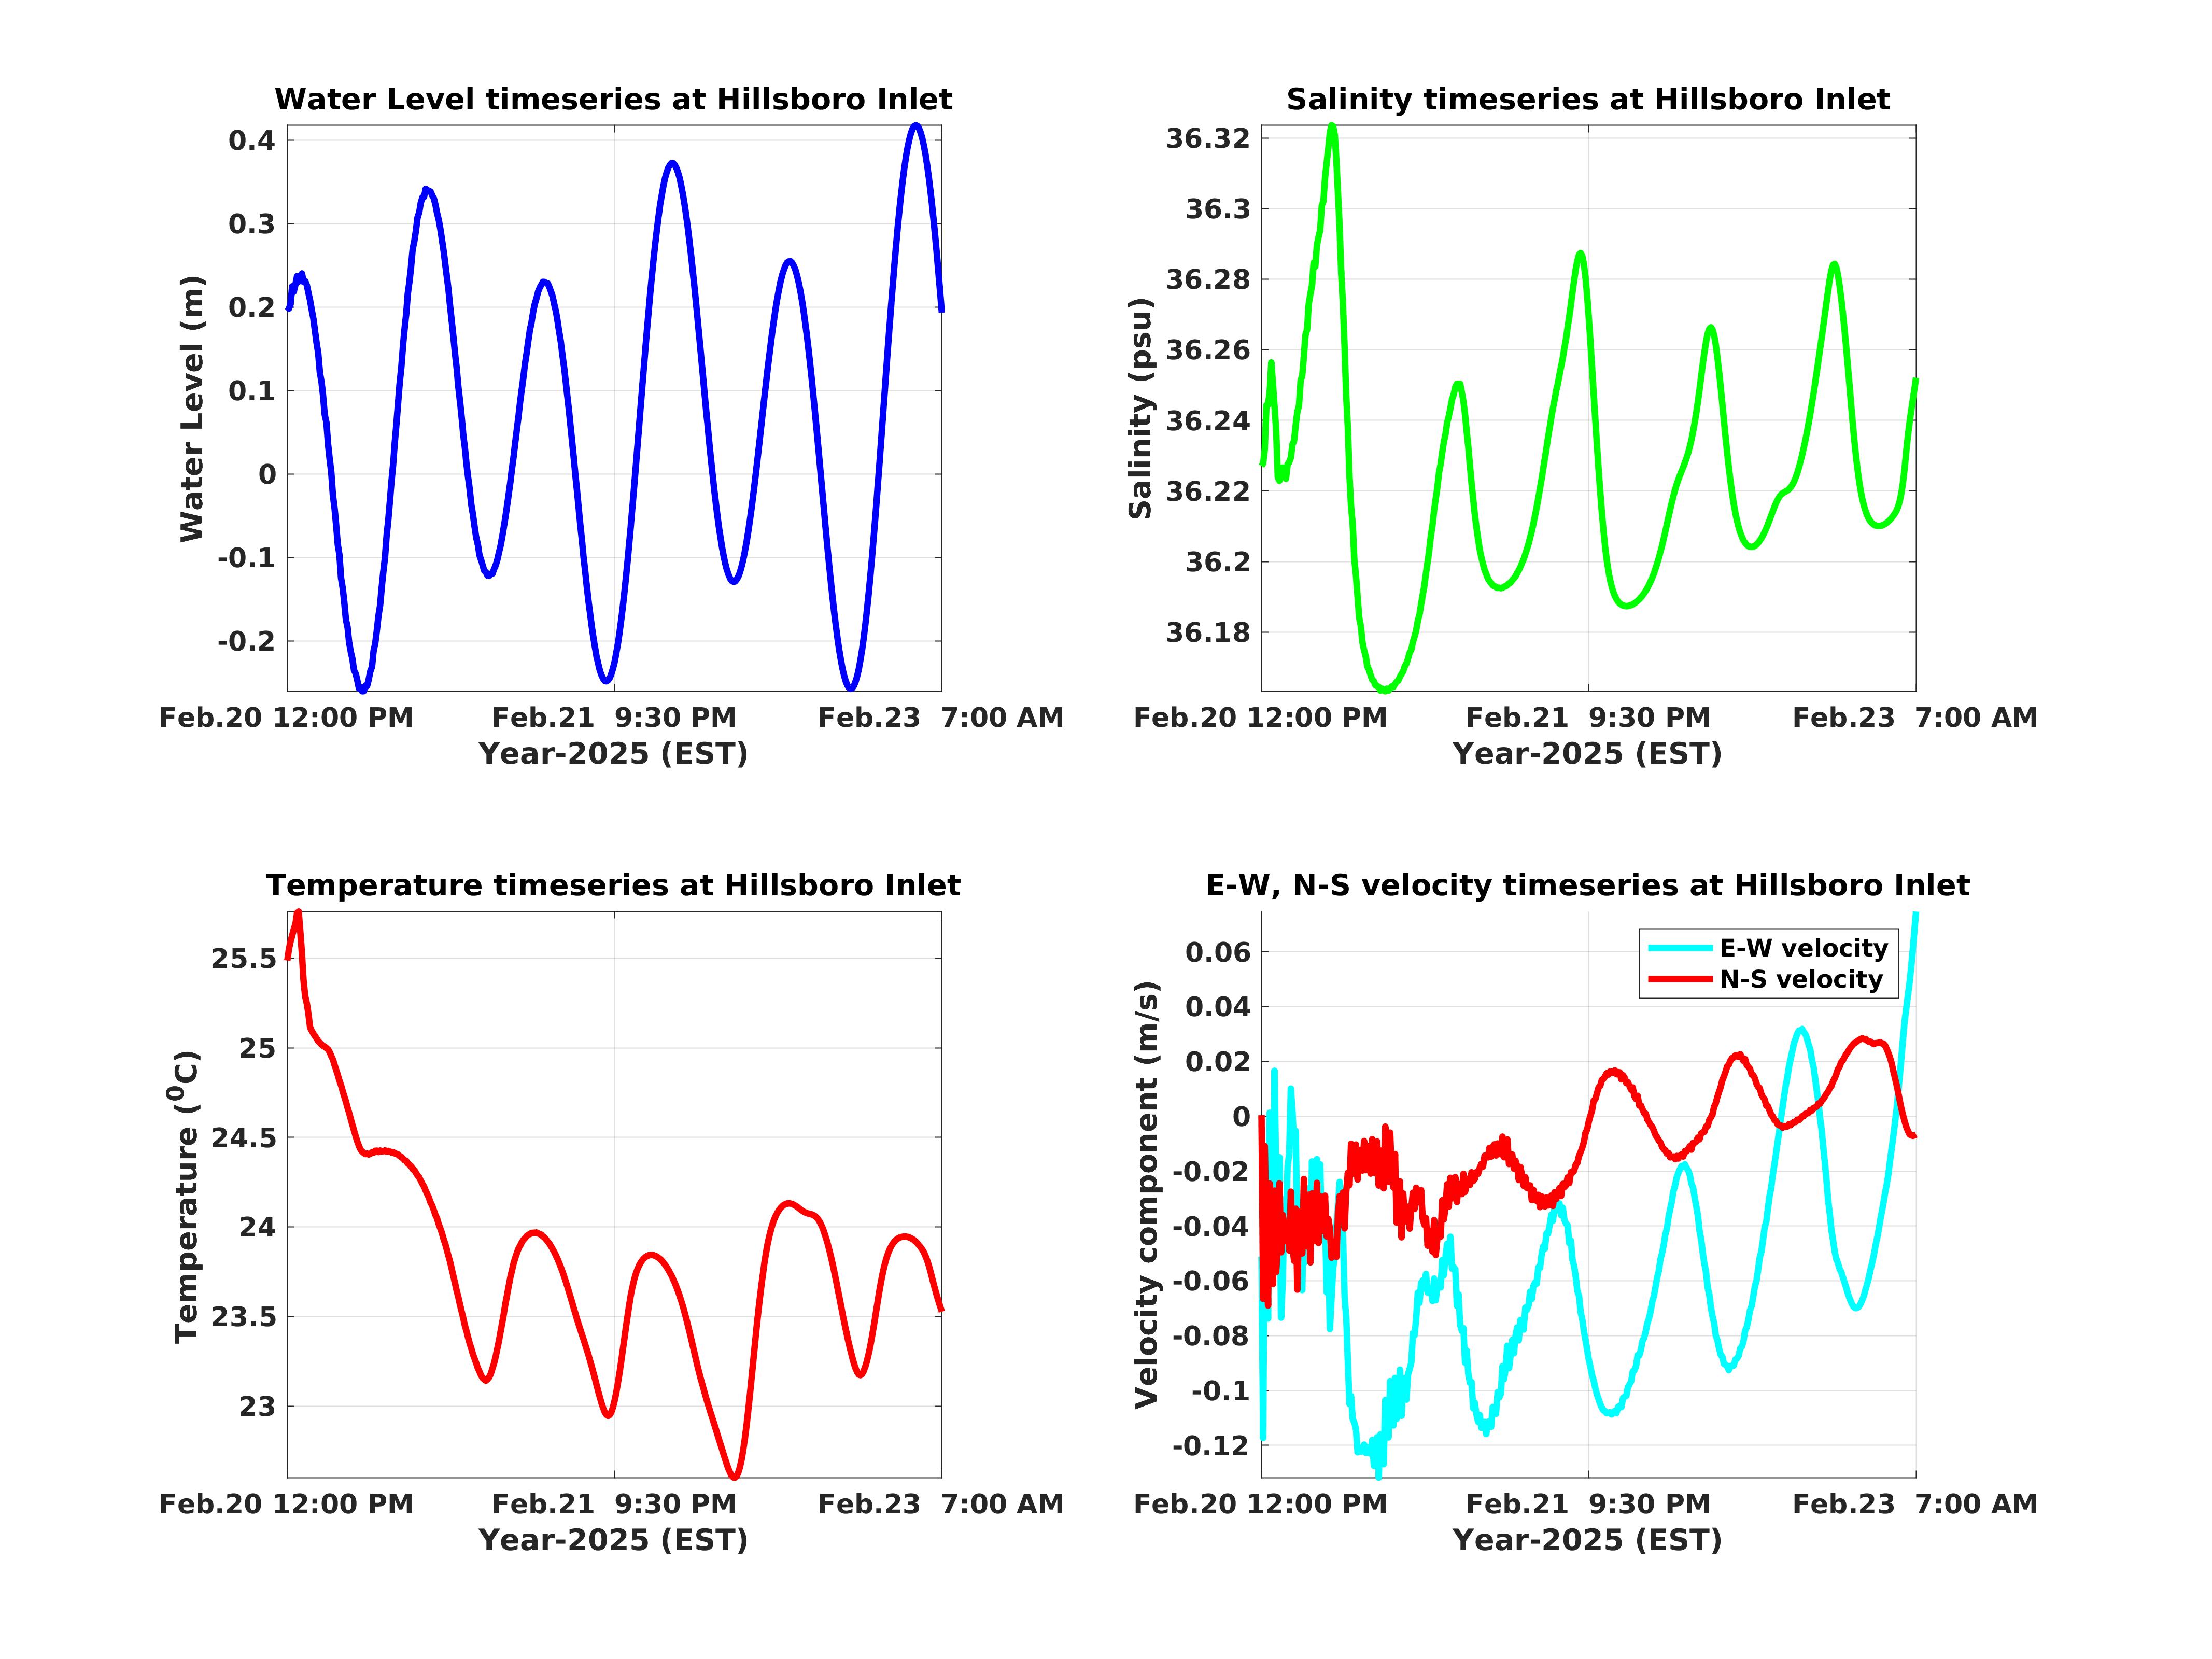 Water Level timeseries at Hillsboro Inlet
0.4
0.3
0.2
0.1
0
-0.1
-0.2
Water Level (m)
Feb.20 12:00 PM
Feb.21 9:30 PM
Feb.23 7:00 AM
Year-2025 (EST)
Salinity timeseries at Hillsboro Inlet
36.32
36.3
36.28
36.26
36.24
36.22
36.2
36.18
Salinity (psu)
Feb.20 12:00 PM
Feb.21 9:30 PM
Feb.23 7:00 AM
Year-2025 (EST)
Temperature timeseries at Hillsboro Inlet
25.5
25
24.5
24
23.5
23
Temperature (⁰C)
Feb.20 12:00 PM
Feb.21 9:30 PM
Feb.23 7:00 AM
Year-2025 (EST)
E-W, N-S velocity timeseries at Hillsboro Inlet
0.06
0.04
0.02
0
-0.02
-0.04
-0.06
-0.08
-0.1
-0.12
Velocity component (m/s)
E-W velocity
N-S velocity
Feb.20 12:00 PM
Feb.21 9:30 PM
Feb.23 7:00 AM
Year-2025 (EST)